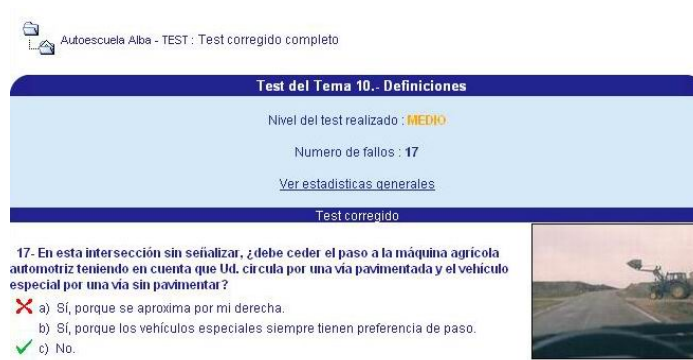 Autoescuela Alba - TEST : Test corregido completo
Test del Tema 10.- Definiciones
Nivel del test realizado : MEDIO
Numero de fallos : 17
Ver estadisticas generales
Test corregido
17- En esta intersección sin señalizar, ¿debe ceder el paso a la máquina agrícola
automotriz teniendo en cuenta que Ud. circula por una vía pavimentada y el vehículo
especial por una vía sin pavimentar?
a) Sí, porque se aproxima por mi derecha.
b) Sí, porque los vehículos especiales siempre tienen preferencia de paso.
c) No.